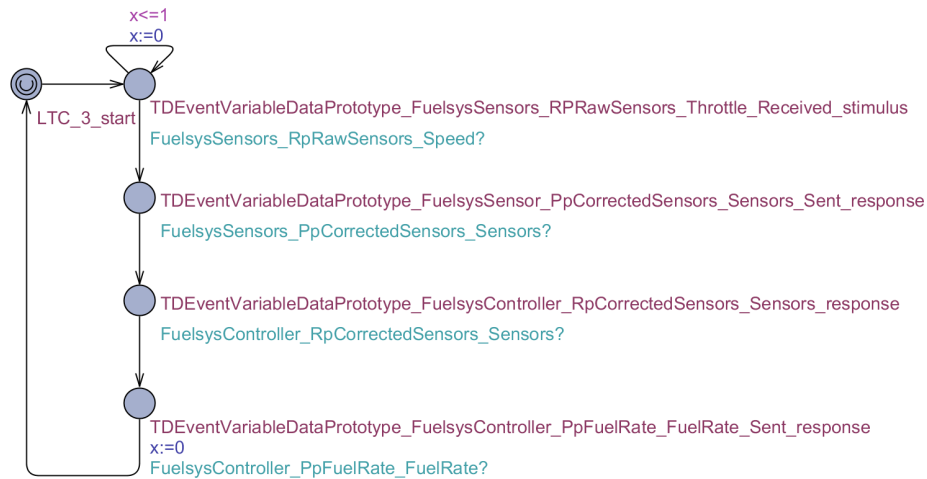 x<=1
x:=0
LTC_3_start
TDEventVariableDataPrototype_FuelsysSensors_RPRawSensors_Throttle_Received_stimulus
FuelsysSensors_RpRawSensors_Speed?
TDEventVariableDataPrototype_FuelsysSensor_PpCorrectedSensors_Sensors_Sent_response
FuelsysSensors_PpCorrectedSensors_Sensors?
TDEventVariableDataPrototype_FuelsysController_RpCorrectedSensors_Sensors_response
FuelsysController_RpCorrectedSensors_Sensors?
TDEventVariableDataPrototype_FuelsysController_PpFuelRate_FuelRate_Sent_response
x:=0
FuelsysController_PpFuelRate_FuelRate?